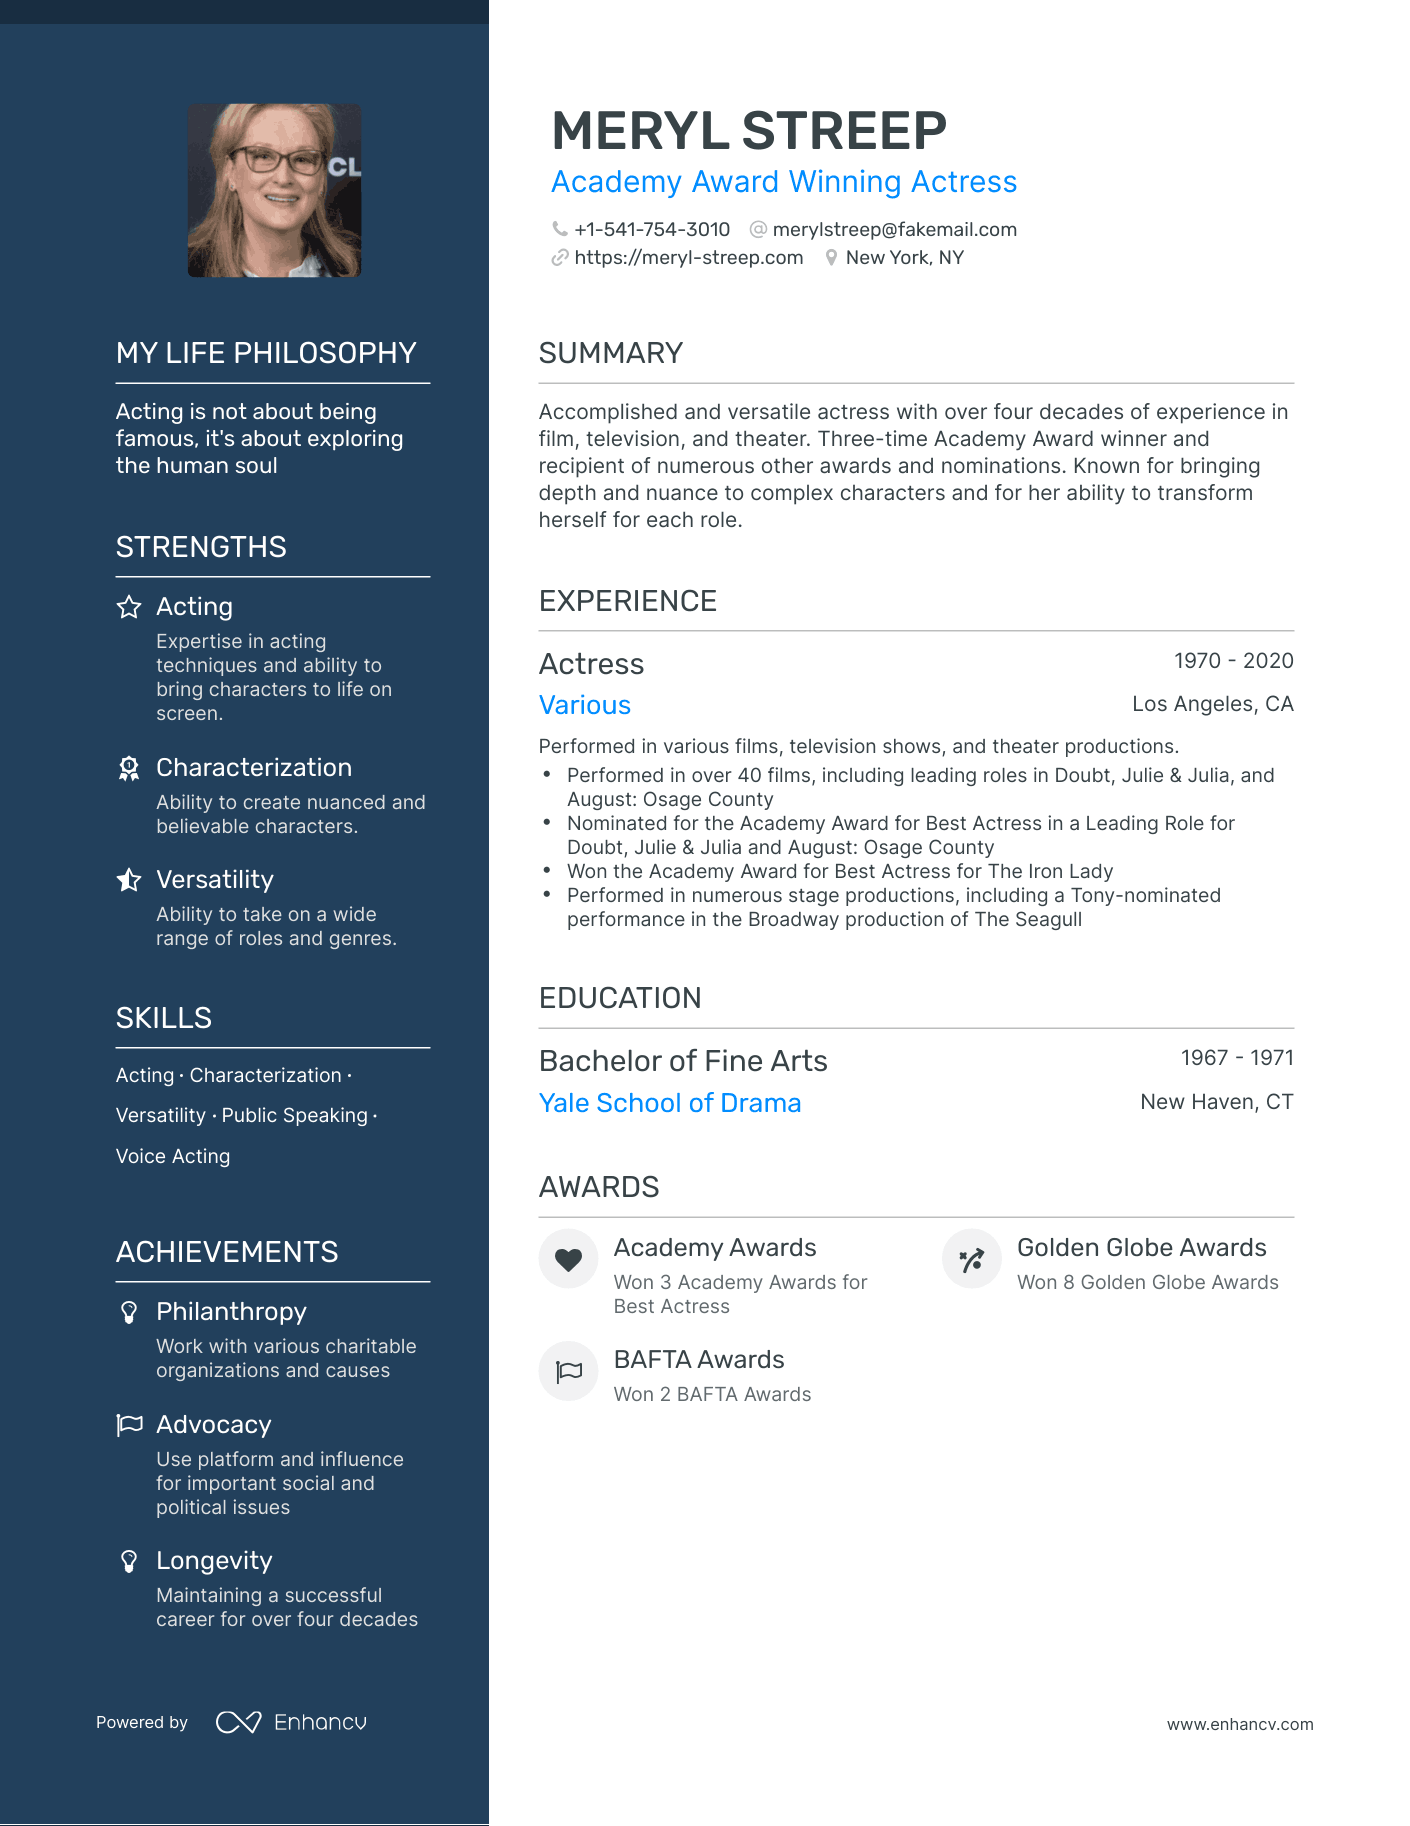 CL
MY LIFE PHILOSOPHY
Acting is not about being
famous, it's about exploring
the human soul
STRENGTHS
Acting
Expertise in acting
techniques and ability to
bring characters to life on
screen.
Characterization
Ability to create nuanced and
believable characters.
Versatility
Ability to take on a wide
range of roles and genres.
SKILLS
Acting · Characterization ·
Versatility · Public Speaking ·
Voice Acting
ACHIEVEMENTS
Philanthropy
Work with various charitable
organizations and causes
Advocacy
Use platform and influence
for important social and
political issues
Longevity
Maintaining a successful
career for over four decades
Powered by Enhancv
MERYL STREEP
Academy Award Winning Actress
+1-541-754-3010 @ merylstreep@fakemail.com
https://meryl-streep.com New York, NY
SUMMARY
Accomplished and versatile actress with over four decades of experience in
film, television, and theater. Three-time Academy Award winner and
recipient of numerous other awards and nominations. Known for bringing
depth and nuance to complex characters and for her ability to transform
herself for each role.
EXPERIENCE
Actress 1970 - 2020
Various Los Angeles, CA
Performed in various films, television shows, and theater productions.
• Performed in over 40 films, including leading roles in Doubt, Julie & Julia, and
August: Osage County
• Nominated for the Academy Award for Best Actress in a Leading Role for
Doubt, Julie & Julia and August: Osage County
• Won the Academy Award for Best Actress for The Iron Lady
• Performed in numerous stage productions, including a Tony-nominated
performance in the Broadway production of The Seagull
EDUCATION
Bachelor of Fine Arts 1967 - 1971
Yale School of Drama New Haven, CT
AWARDS
Academy Awards
Won 3 Academy Awards for
Best Actress
Golden Globe Awards
Won 8 Golden Globe Awards
BAFTA Awards
Won 2 BAFTA Awards
www.enhancv.com